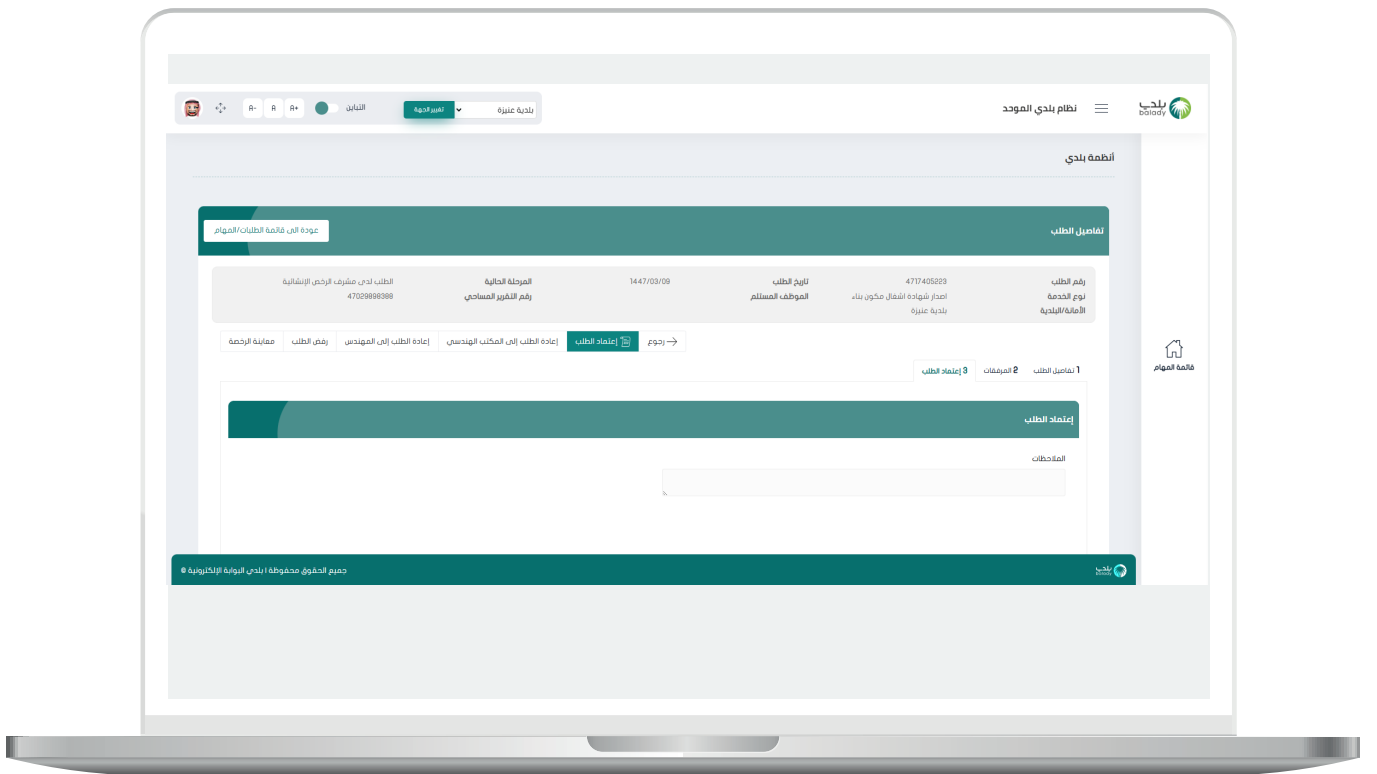 بلدي
balady
نظام بلدي الموحد
بلدية عنيزة
تغيير الجهة
التباين
A+
A
A-
أنظمة بلدي
قائمة المهام
تفاصيل الطلب
عودة الى قائمة الطلبات/المهام
رقم الطلب 4717405223 تاريخ الطلب 1447/03/09 المرحلة الحالية الطلب لدى مشرف الرخص الإنشائية
نوع الخدمة اصدار شهادة اشغال مكون بناء الموظف المستلم رقم التقرير المساحي 47029898388
الأمانة/البلدية بلدية عنيزة
رجوع
إعتماد الطلب
إعادة الطلب إلى المكتب الهندسي
إعادة الطلب إلى المهندس
رفض الطلب
معاينة الرخصة
1 تفاصيل الطلب 2 المرفقات 3 إعتماد الطلب
إعتماد الطلب
الملاحظات
بلدي
balady
جميع الحقوق محفوظة | بلدي البوابة الإلكترونية ©